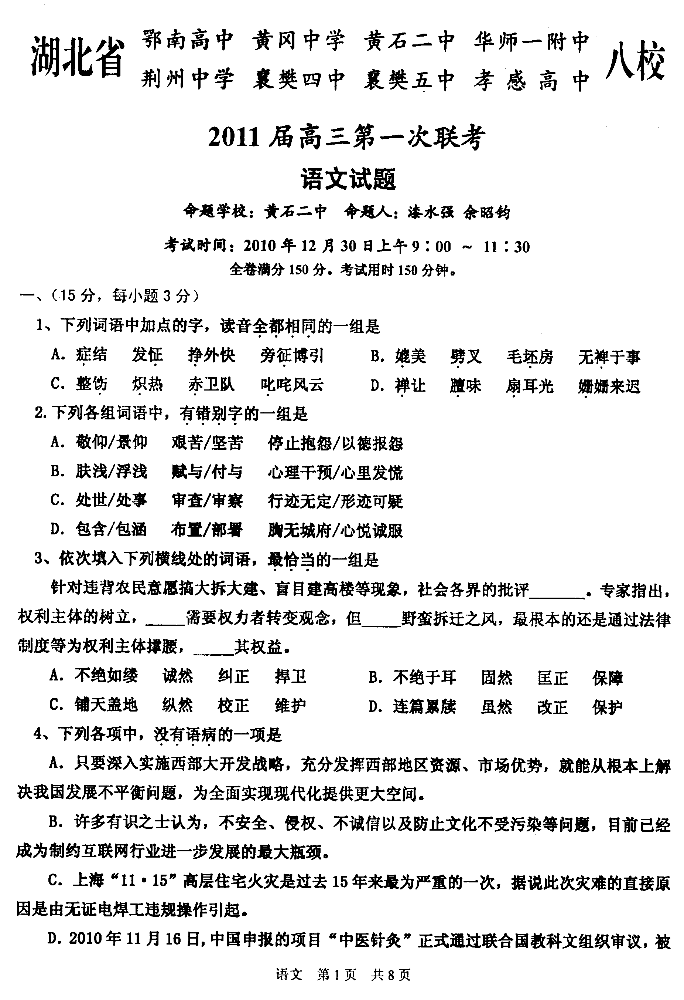 湖北省 鄂南高中 黄冈中学 黄石二中 华师一附中 八校
荆州中学 襄樊四中 襄樊五中 孝感高中
2011 届高三第一次联考
语文试题
命题学校：黄石二中 命题人：漆水强 余昭钧
考试时间：2010 年 12 月 30 日上午 9：00 ~ 11：30
全卷满分 150 分。考试用时 150 分钟。
一、（15 分，每小题 3 分）
1、下列词语中加点的字，读音全都相同的一组是
A. 症结 发怔 挣外快 旁征博引 B. 媲美 劈叉 毛坯房 无裨于事
C. 整饬 炽热 赤卫队 叱咤风云 D. 禅让 膻味 扇耳光 姗姗来迟
2. 下列各组词语中，有错别字的一组是
A. 敬仰/景仰 艰苦/坚苦 停止抱怨/以德报怨
B. 肤浅/浮浅 赋与/付与 心理干预/心里发慌
C. 处世/处事 审查/审察 行迹无定/形迹可疑
D. 包含/包涵 布置/部署 胸无城府/心悦诚服
3、依次填入下列横线处的词语，最恰当的一组是
针对违背农民意愿搞大拆大建、盲目建高楼等现象，社会各界的批评_______。专家指出，
权利主体的树立，_____需要权力者转变观念，但_____野蛮拆迁之风，最根本的还是通过法律
制度等为权利主体撑腰，_____其权益。
A. 不绝如缕 诚然 纠正 捍卫 B. 不绝于耳 固然 匡正 保障
C. 铺天盖地 纵然 校正 维护 D. 连篇累牍 虽然 改正 保护
4、下列各项中，没有语病的一项是
A. 只要深入实施西部大开发战略，充分发挥西部地区资源、市场优势，就能从根本上解
决我国发展不平衡问题，为全面实现现代化提供更大空间。
B. 许多有识之士认为，不安全、侵权、不诚信以及防止文化不受污染等问题，目前已经
成为制约互联网行业进一步发展的最大瓶颈。
C. 上海“11·15”高层住宅火灾是过去 15 年来最为严重的一次，据说此次灾难的直接原
因是由无证电焊工违规操作引起。
D. 2010 年 11 月 16 日, 中国申报的项目“中医针灸”正式通过联合国教科文组织审议，被
语文 第 1 页 共 8 页